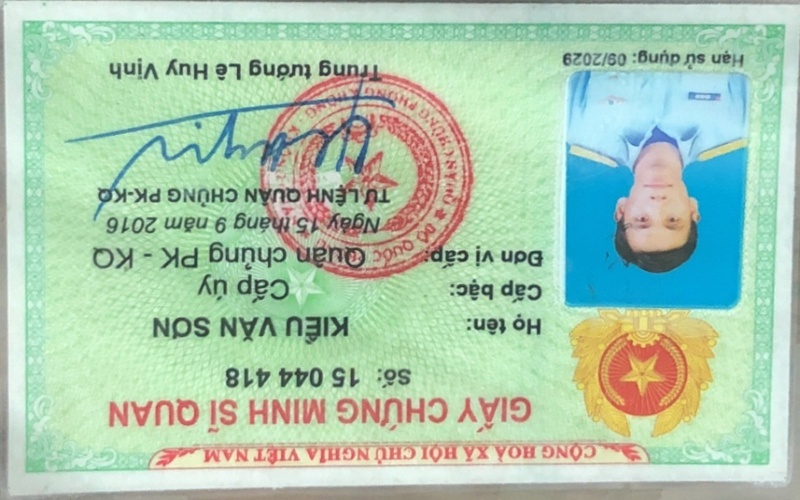 CỘNG HOÀ XÃ HỘI CHỦ NGHĨA VIỆT NAM
GIẤY CHỨNG MINH SĨ QUAN
Số: 15 044 418
Họ tên: KIỀU VĂN SƠN
Cấp bậc: Cấp úy
Đơn vị cấp: Quân chủng PK - KQ
Ngày 15 tháng 9 năm 2016
TƯ LỆNH QUÂN CHỦNG PK-KQ
Trung tướng Lê Huy Vịnh
Hạn sử dụng: 09/2029